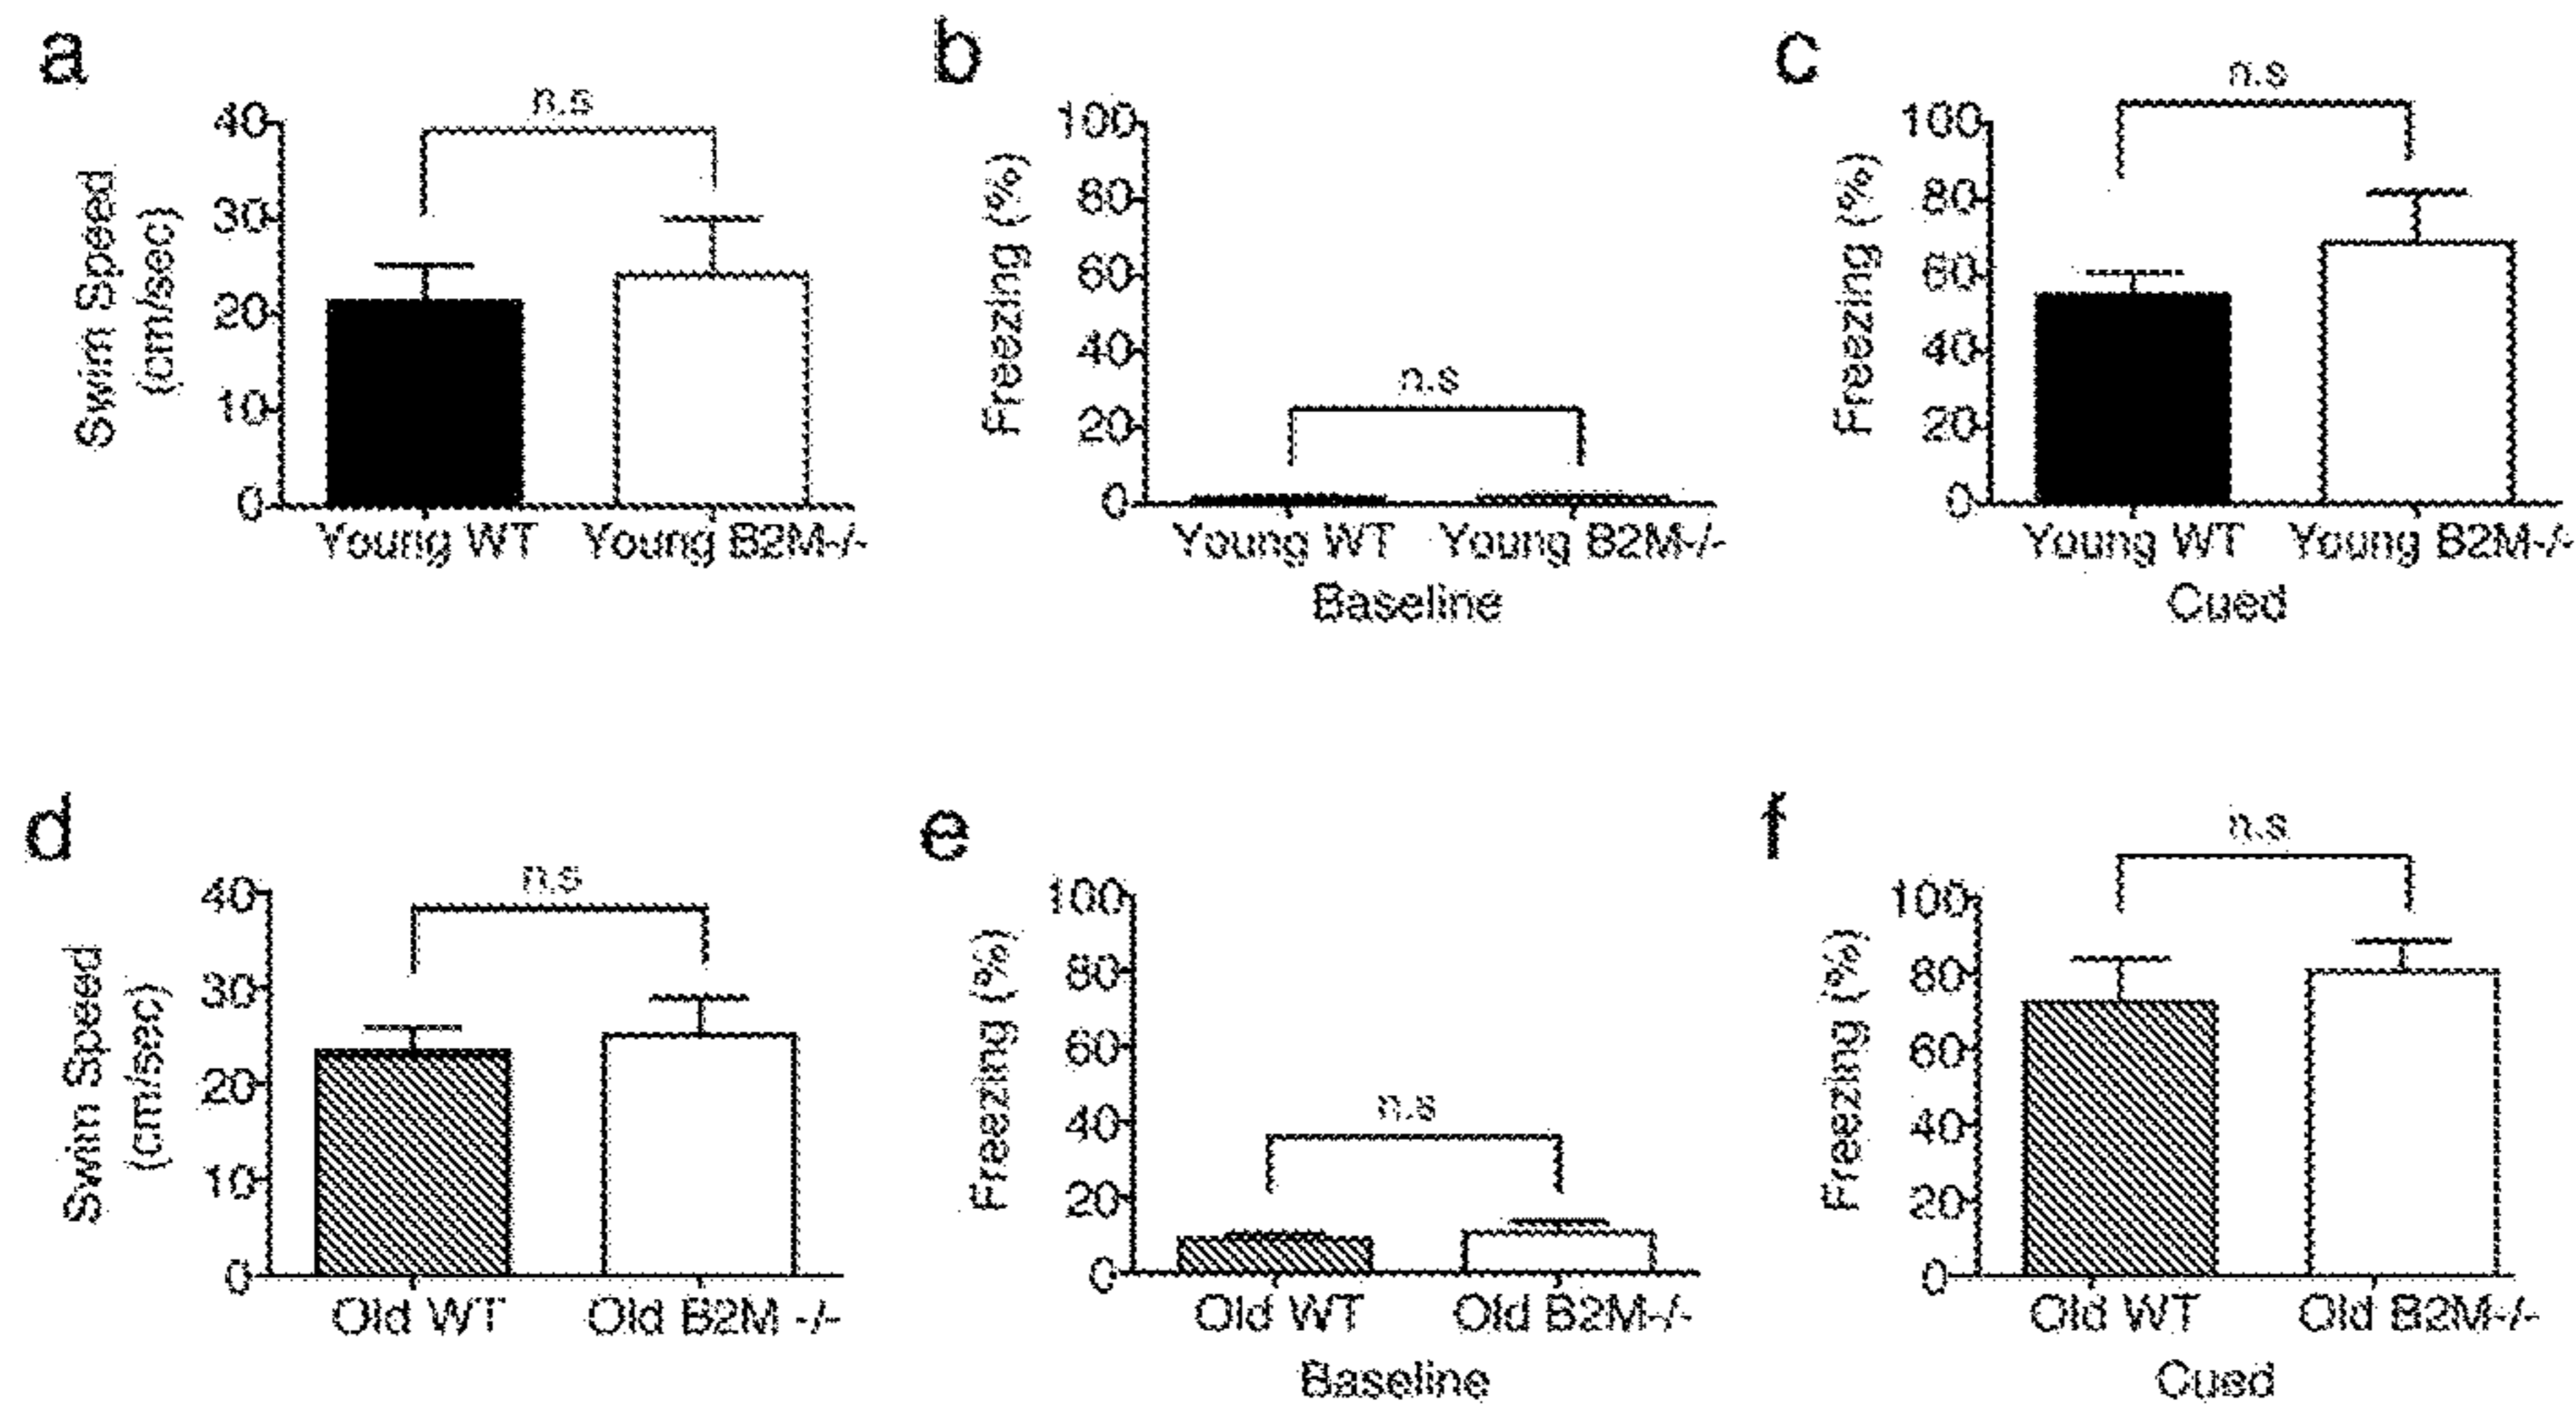 a
n.s
40
30
20
10
0
Swim Speed
(cm/sec)
Young WT Young B2M-/-
b
100
80
60
40
20
0
Freezing (%)
n.s
Young WT Young B2M-/-
Baseline
c
n.s
100
80
60
40
20
0
Freezing (%)
Young WT Young B2M-/-
Cued
d
n.s
40
30
20
10
0
Swim Speed
(cm/sec)
Old WT Old B2M -/-
e
100
80
60
40
20
0
Freezing (%)
n.s
Old WT Old B2M-/-
Baseline
f
n.s
100
80
60
40
20
0
Freezing (%)
Old WT Old B2M-/-
Cued